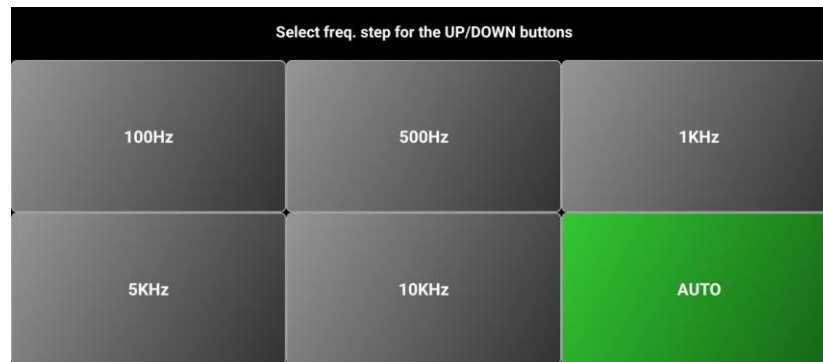 Select freq. step for the UP/DOWN buttons
100Hz 500Hz 1KHz
5KHz 10KHz AUTO